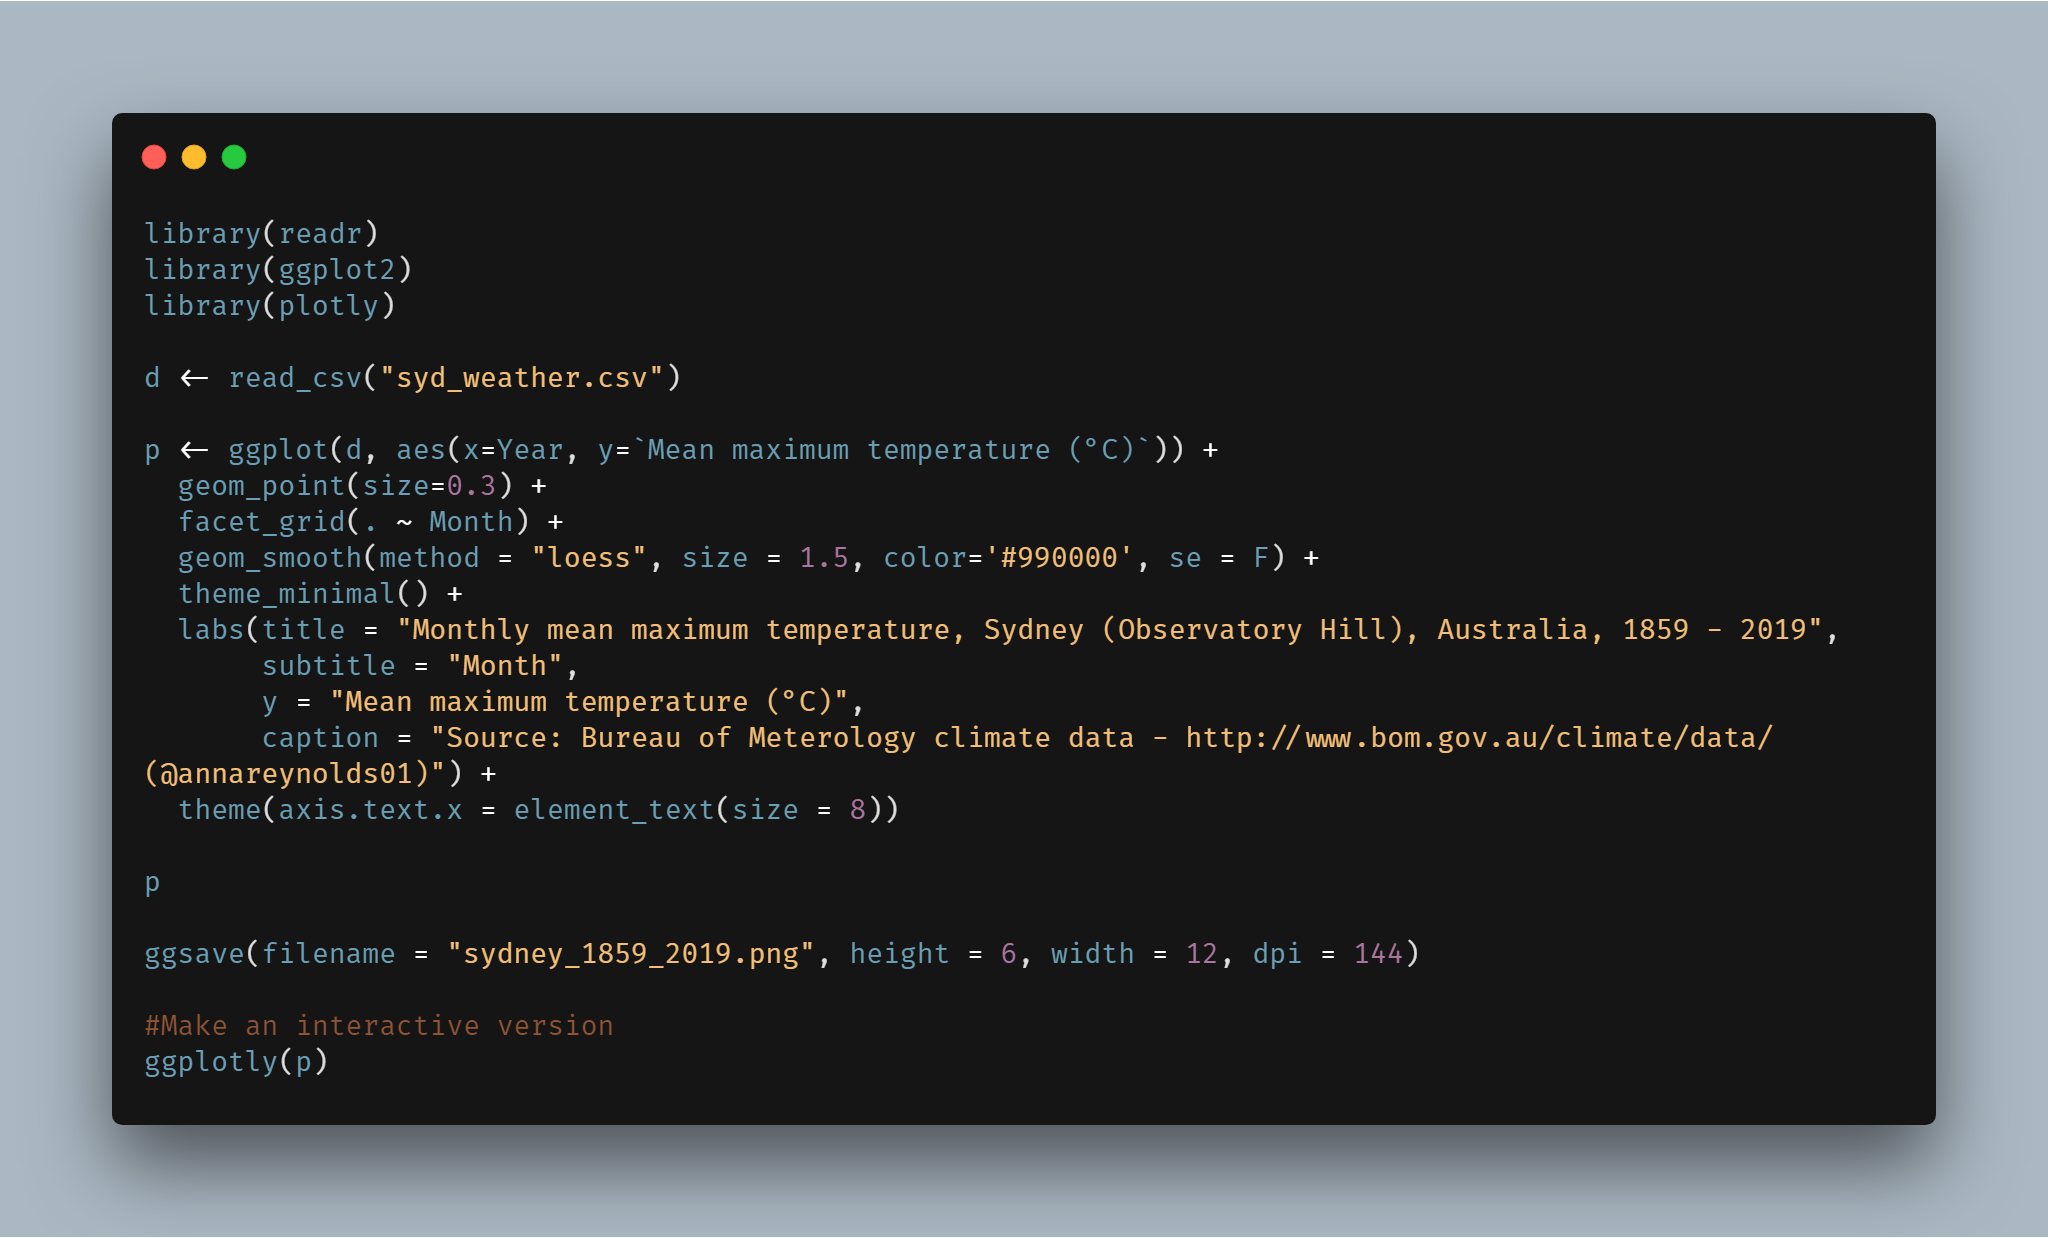 library(readr)
library(ggplot2)
library(plotly)
d <- read_csv("syd_weather.csv")
p <- ggplot(d, aes(x=Year, y=`Mean maximum temperature (°C)`)) +
  geom_point(size=0.3) +
  facet_grid(. ~ Month) +
  geom_smooth(method = "loess", size = 1.5, color='#990000', se = F) +
  theme_minimal() +
  labs(title = "Monthly mean maximum temperature, Sydney (Observatory Hill), Australia, 1859 - 2019",
       subtitle = "Month",
       y = "Mean maximum temperature (°C)",
       caption = "Source: Bureau of Meterology climate data - http://www.bom.gov.au/climate/data/
(@annareynolds01)") +
  theme(axis.text.x = element_text(size = 8))
p
ggsave(filename = "sydney_1859_2019.png", height = 6, width = 12, dpi = 144)
#Make an interactive version
ggplotly(p)